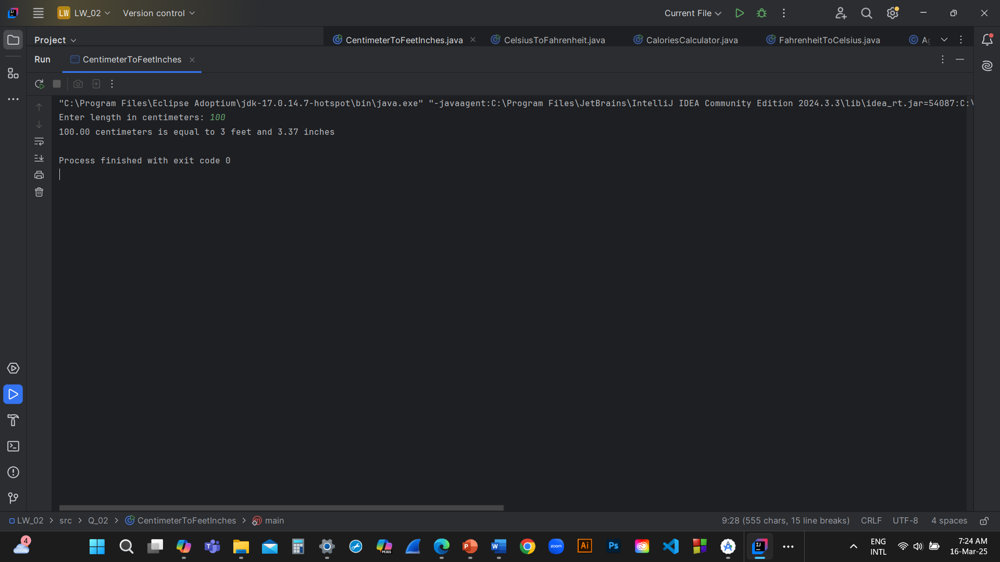 LW LW_02 Version control Current File
Project CentimeterToFeetInches.java CelsiusToFahrenheit.java CaloriesCalculator.java FahrenheitToCelsius.java
Run CentimeterToFeetInches
"C:\Program Files\Eclipse Adoptium\jdk-17.0.14.7-hotspot\bin\java.exe" "-javaagent:C:\Program Files\JetBrains\IntelliJ IDEA Community Edition 2024.3.3\lib\idea_rt.jar=54087:C:\
Enter length in centimeters: 100
100.00 centimeters is equal to 3 feet and 3.37 inches
Process finished with exit code 0
LW_02 > src > Q_02 > CentimeterToFeetInches > main 9:28 (555 chars, 15 line breaks) CRLF UTF-8 4 spaces
4 ENG 7:24 AM
INTL 16-Mar-25